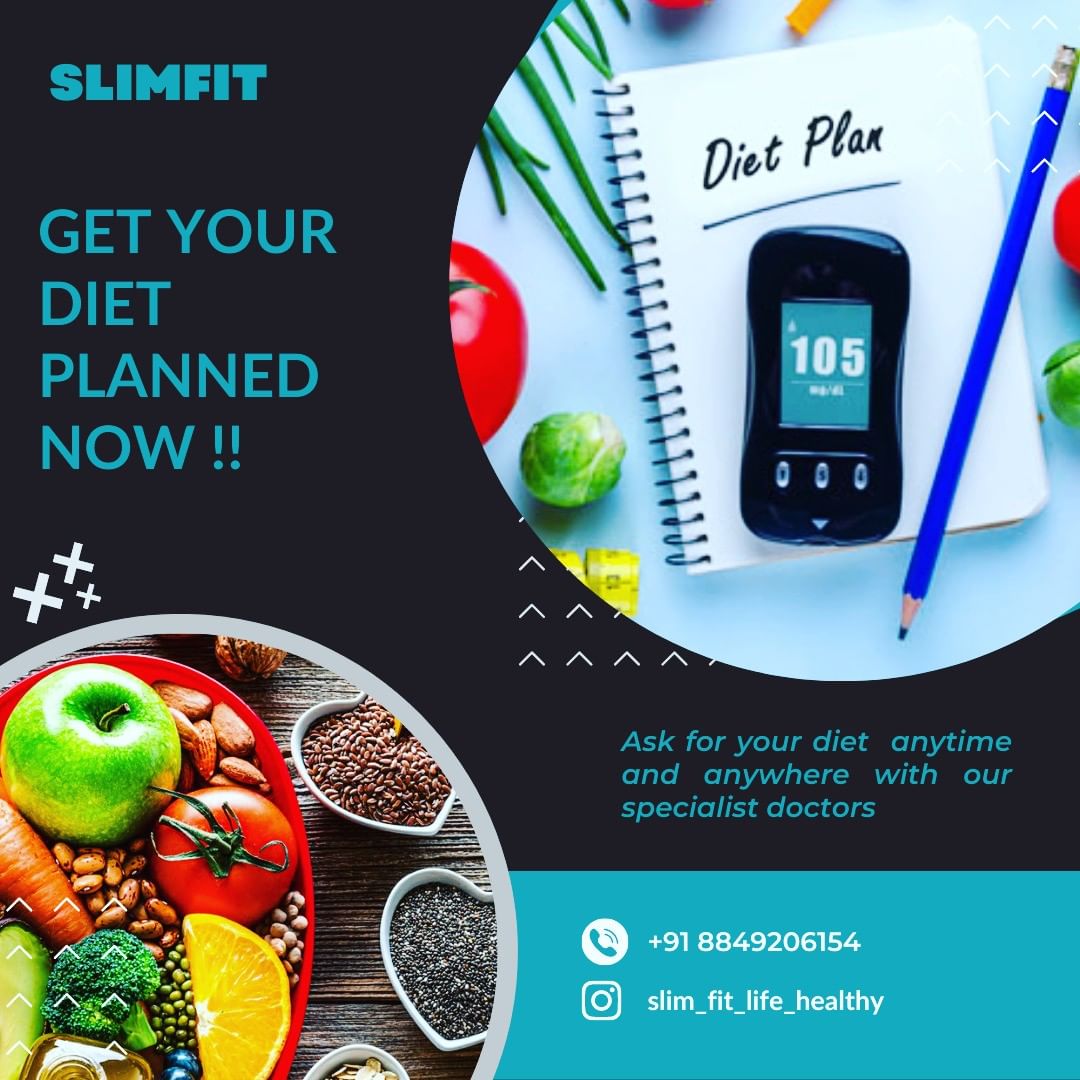 SLIMFIT
GET YOUR
DIET
PLANNED
NOW !!
Diet Plan
105
mg/dl
Ask for your diet anytime
and anywhere with our
specialist doctors
+91 8849206154
slim_fit_life_healthy